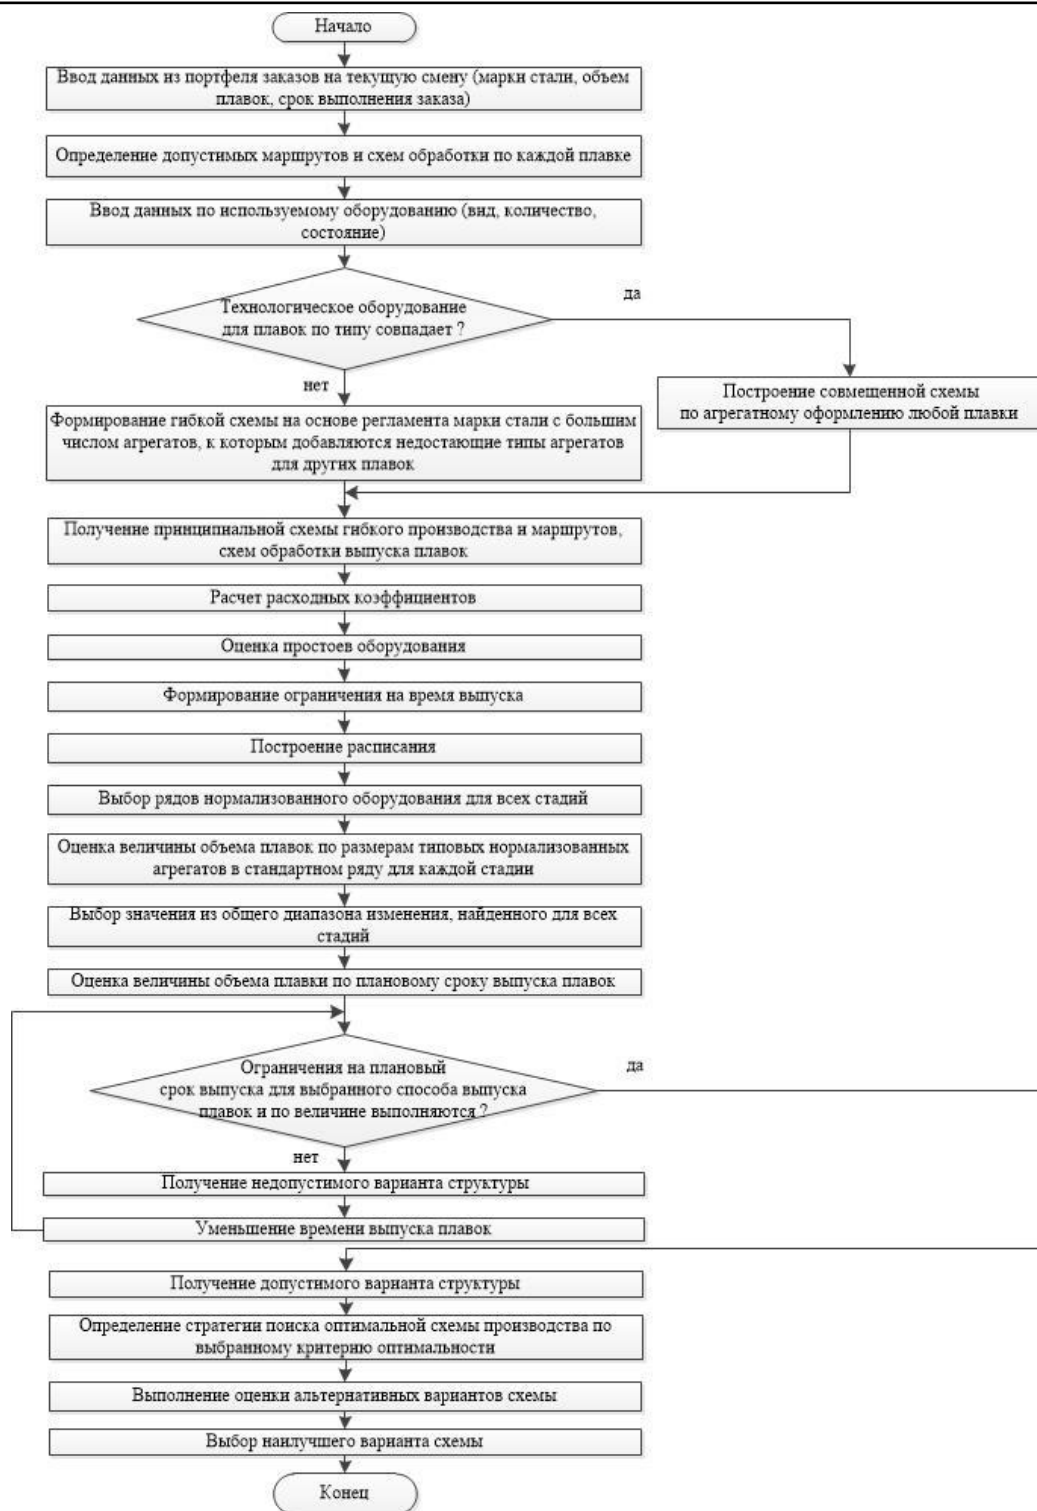 Начало
Ввод данных из портфеля заказов на текущую смену (марки стали, объем
плавок, срок выполнения заказа)
Определение допустимых маршрутов и схем обработки по каждой плавке
Ввод данных по используемому оборудованию (вид, количество,
состояние)
Технологическое оборудование
для плавок по типу совпадает ?
да
нет
Построение совмещенной схемы
по агрегатному оформлению любой плавки
Формирование гибкой схемы на основе регламента марки стали с большим
числом агрегатов, к которым добавляются недостающие типы агрегатов
для других плавок
Получение принципиальной схемы гибкого производства и маршрутов,
схем обработки выпуска плавок
Расчет расходных коэффициентов
Оценка простоев оборудования
Формирование ограничения на время выпуска
Построение расписания
Выбор рядов нормализованного оборудования для всех стадий
Оценка величины объема плавок по размерам типовых нормализованных
агрегатов в стандартном ряду для каждой стадии
Выбор значения из общего диапазона изменения, найденного для всех
стадий
Оценка величины объема плавки по плановому сроку выпуска плавок
Ограничения на плановый
срок выпуска для выбранного способа выпуска
плавок и по величине выполняются ?
да
нет
Получение недопустимого варианта структуры
Уменьшение времени выпуска плавок
Получение допустимого варианта структуры
Определение стратегии поиска оптимальной схемы производства по
выбранному критерию оптимальности
Выполнение оценки альтернативных вариантов схемы
Выбор наилучшего варианта схемы
Конец